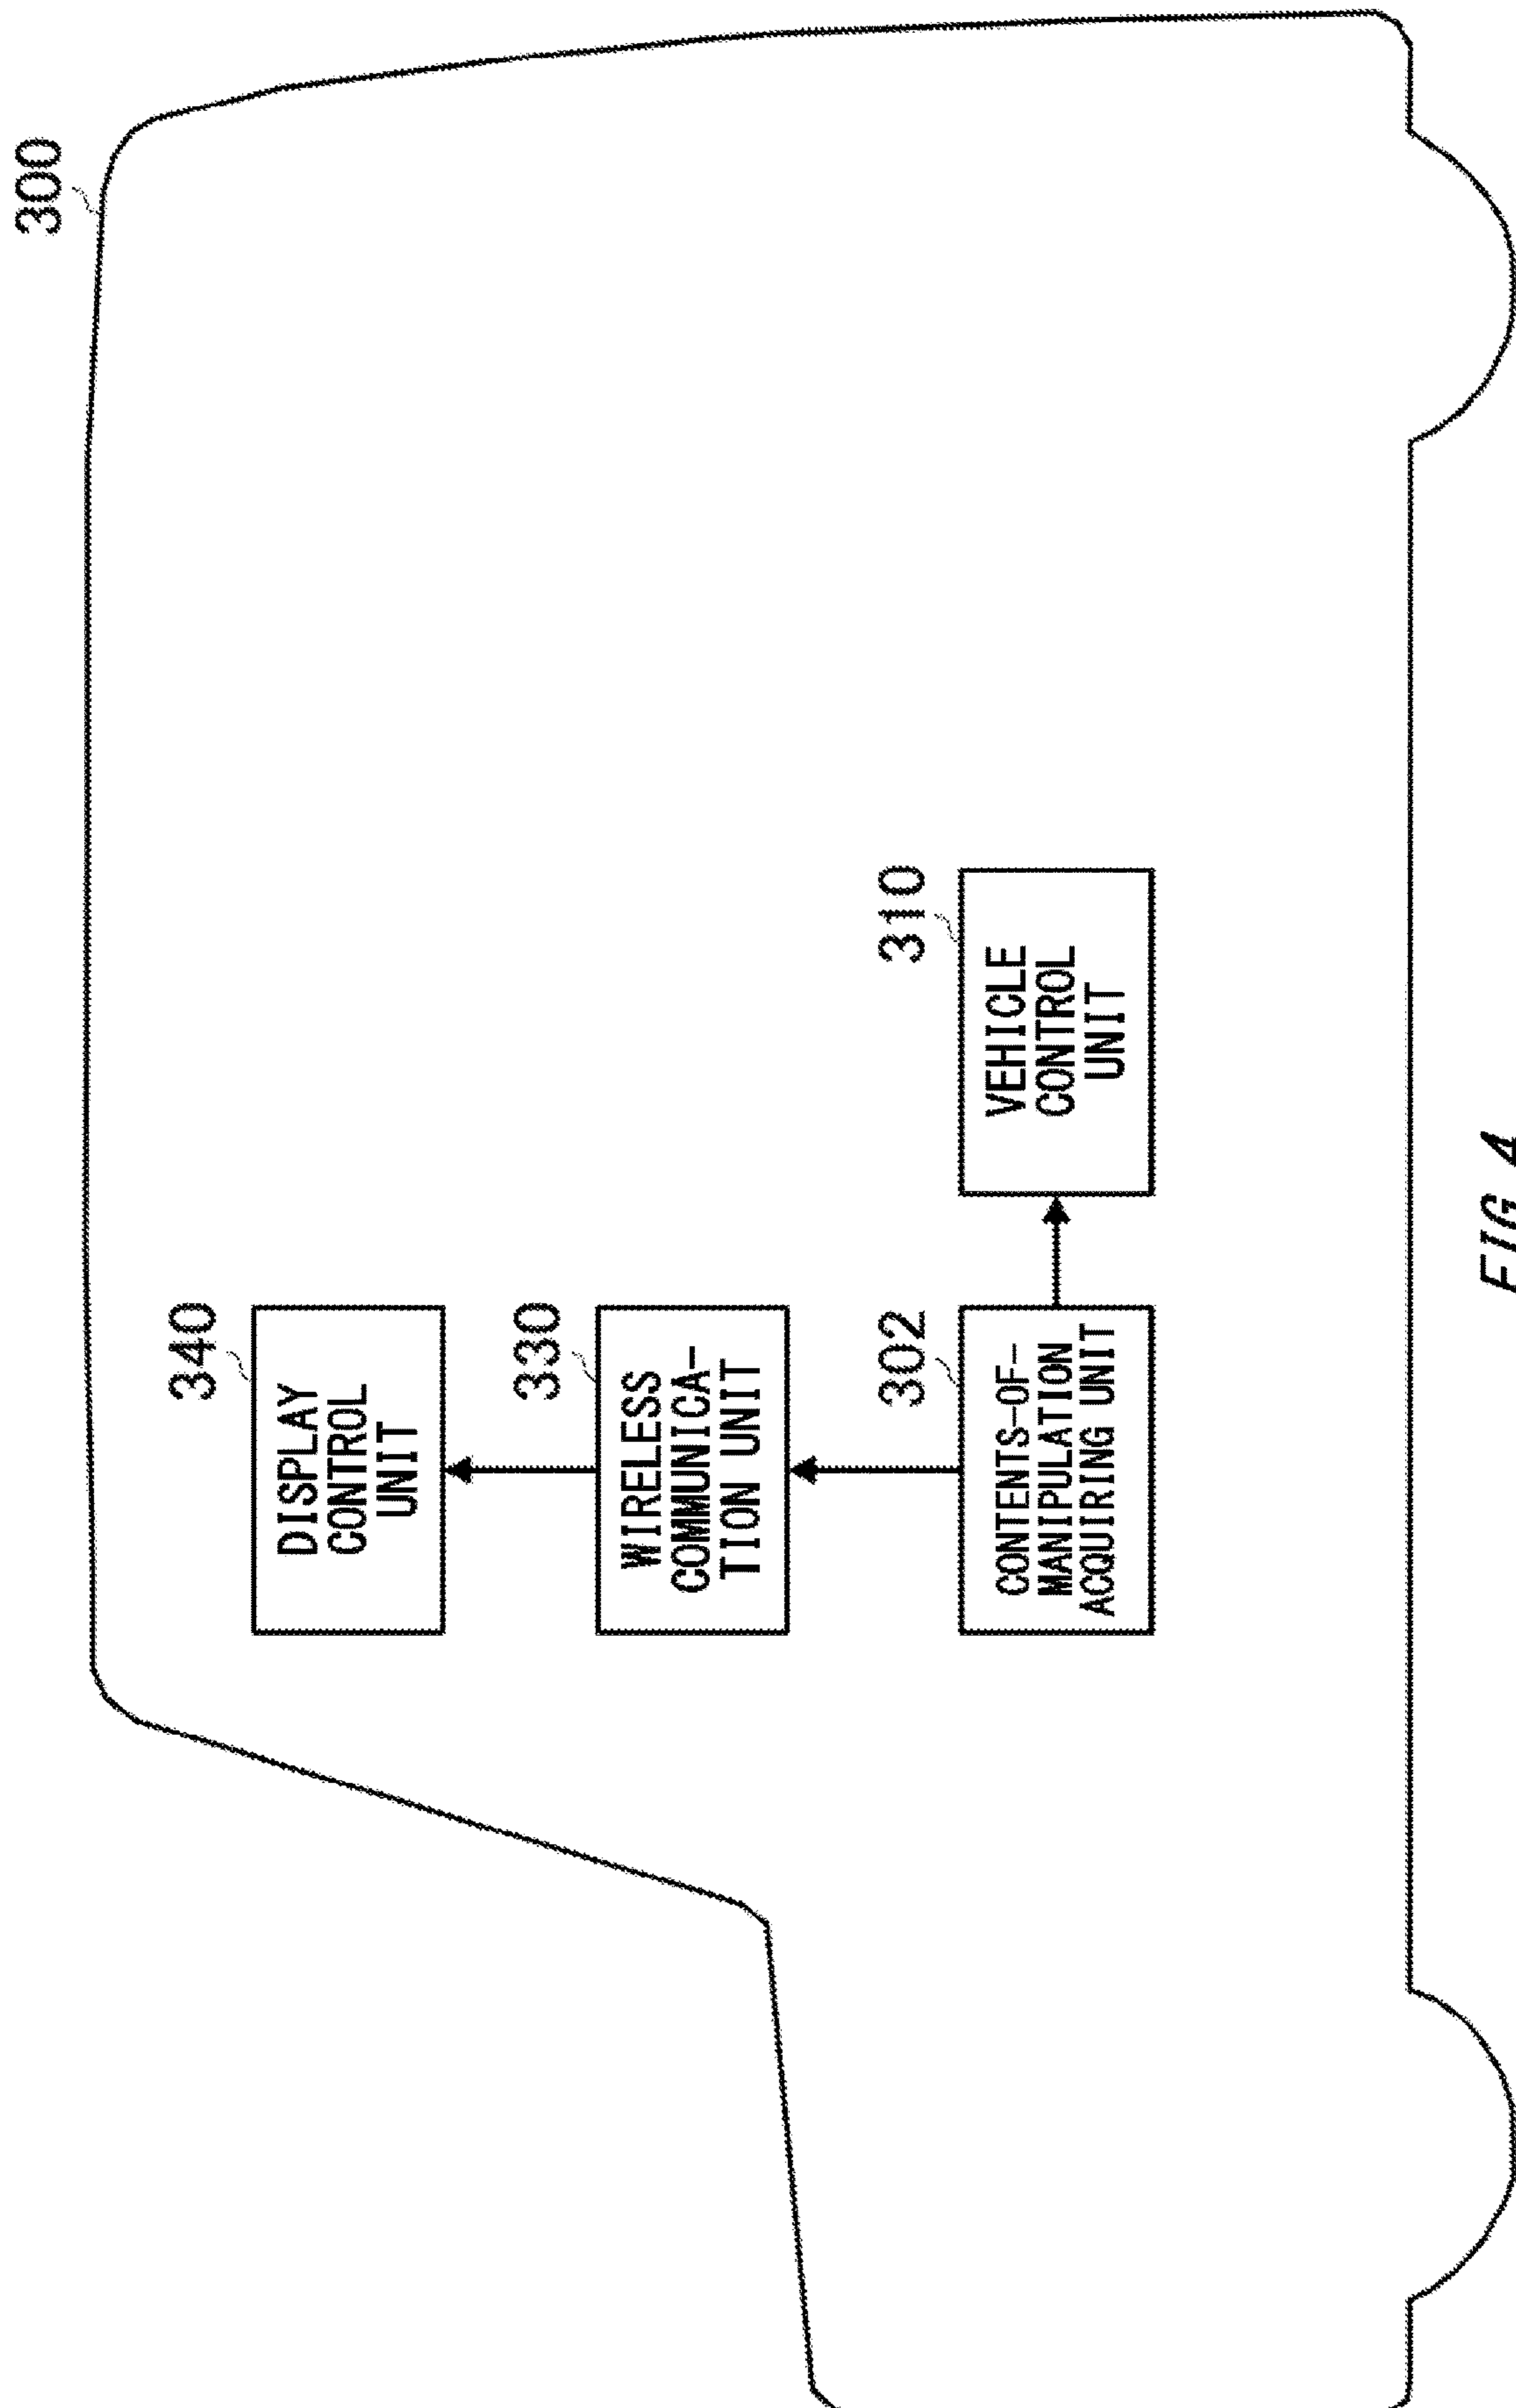 300
340
DISPLAY
CONTROL
UNIT
330
WIRELESS
COMMUNICA-
TION UNIT
302
CONTENTS-OF-
MANIPULATION
ACQUIRING UNIT
310
VEHICLE
CONTROL
UNIT
FIG. 4